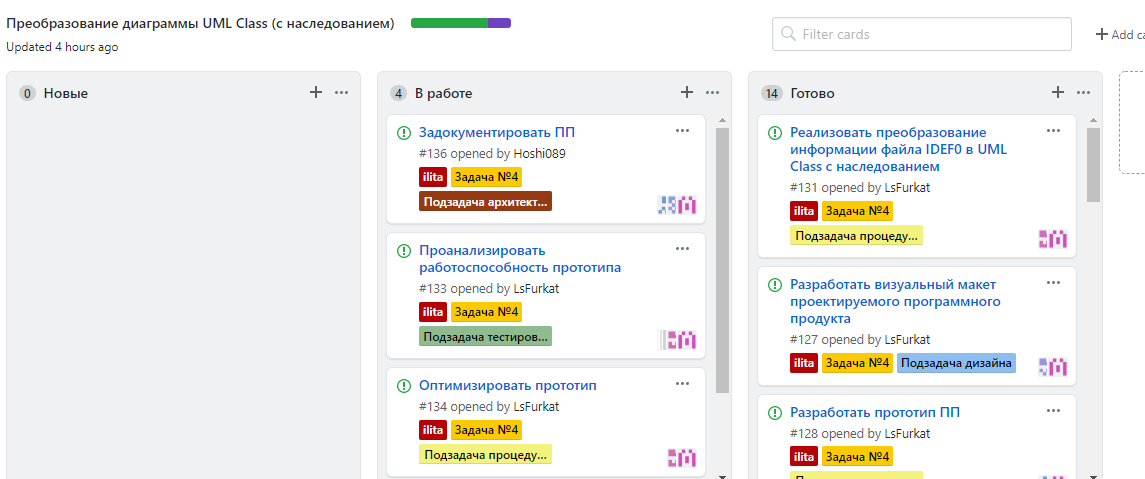 Преобразование диаграммы UML Class (с наследованием)
Updated 4 hours ago
Filter cards
Add ca
0 Новые
4 В работе
Задокументировать ПП
#136 opened by Hoshi089
ilita Задача №4
Подзадача архитект...
Проанализировать
работоспособность прототипа
#133 opened by LsFurkat
ilita Задача №4
Подзадача тестиров...
Оптимизировать прототип
#134 opened by LsFurkat
ilita Задача №4
Подзадача процеду...
14 Готово
Реализовать преобразование
информации файла IDEF0 в UML
Class с наследованием
#131 opened by LsFurkat
ilita Задача №4
Подзадача процеду...
Разработать визуальный макет
проектируемого программного
продукта
#127 opened by LsFurkat
ilita Задача №4 Подзадача дизайна
Разработать прототип ПП
#128 opened by LsFurkat
ilita Задача №4